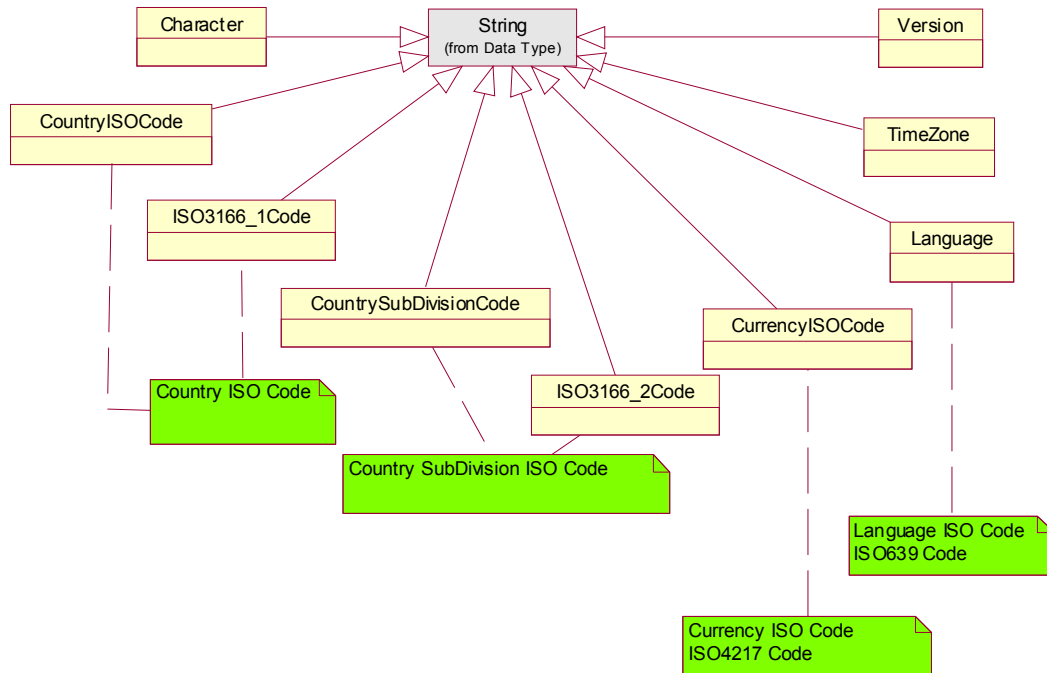 Character
String
(from Data Type)
Version
CountryISOCode
TimeZone
ISO3166_1Code
Language
CountrySubDivisionCode
CurrencyISOCode
Country ISO Code
ISO3166_2Code
Country SubDivision ISO Code
Language ISO Code
ISO639 Code
Currency ISO Code
ISO4217 Code